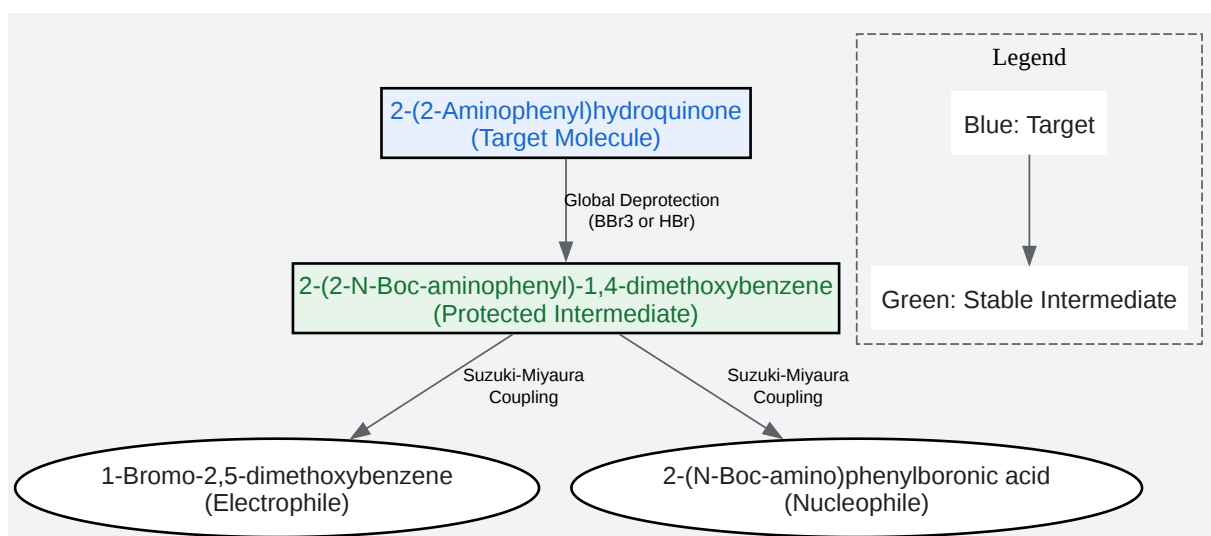 2-(2-Aminophenyl)hydroquinone
(Target Molecule)
Global Deprotection
(BBr3 or HBr)
2-(2-N-Boc-aminophenyl)-1,4-dimethoxybenzene
(Protected Intermediate)
Suzuki-Miyaura
Coupling
Suzuki-Miyaura
Coupling
1-Bromo-2,5-dimethoxybenzene
(Electrophile)
2-(N-Boc-amino)phenylboronic acid
(Nucleophile)
Legend
Blue: Target
Green: Stable Intermediate